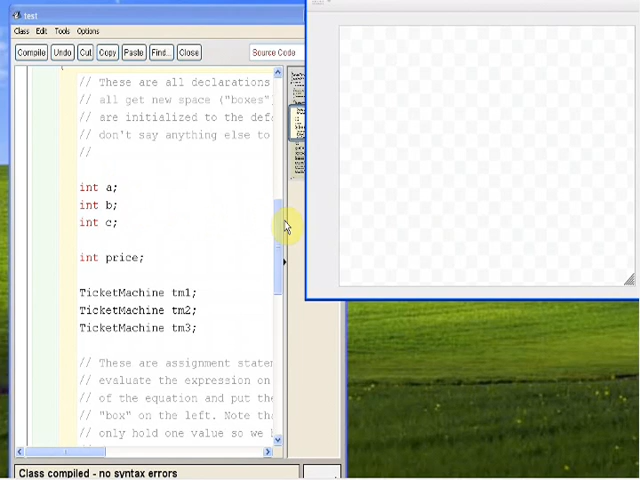 test
Class Edit Tools Options
Compile Undo Cut Copy Paste Find... Close Source Code
// These are all declarations
// all get new space ("boxes")
// are initialized to the defa
// don't say anything else to
//
int a;
int b;
int c;
int price;
TicketMachine tm1;
TicketMachine tm2;
TicketMachine tm3;
// These are assignment statem
// evaluate the expression on
// of the equation and put the
// "box" on the left. Note tha
// only hold one value so we h
Class compiled - no syntax errors